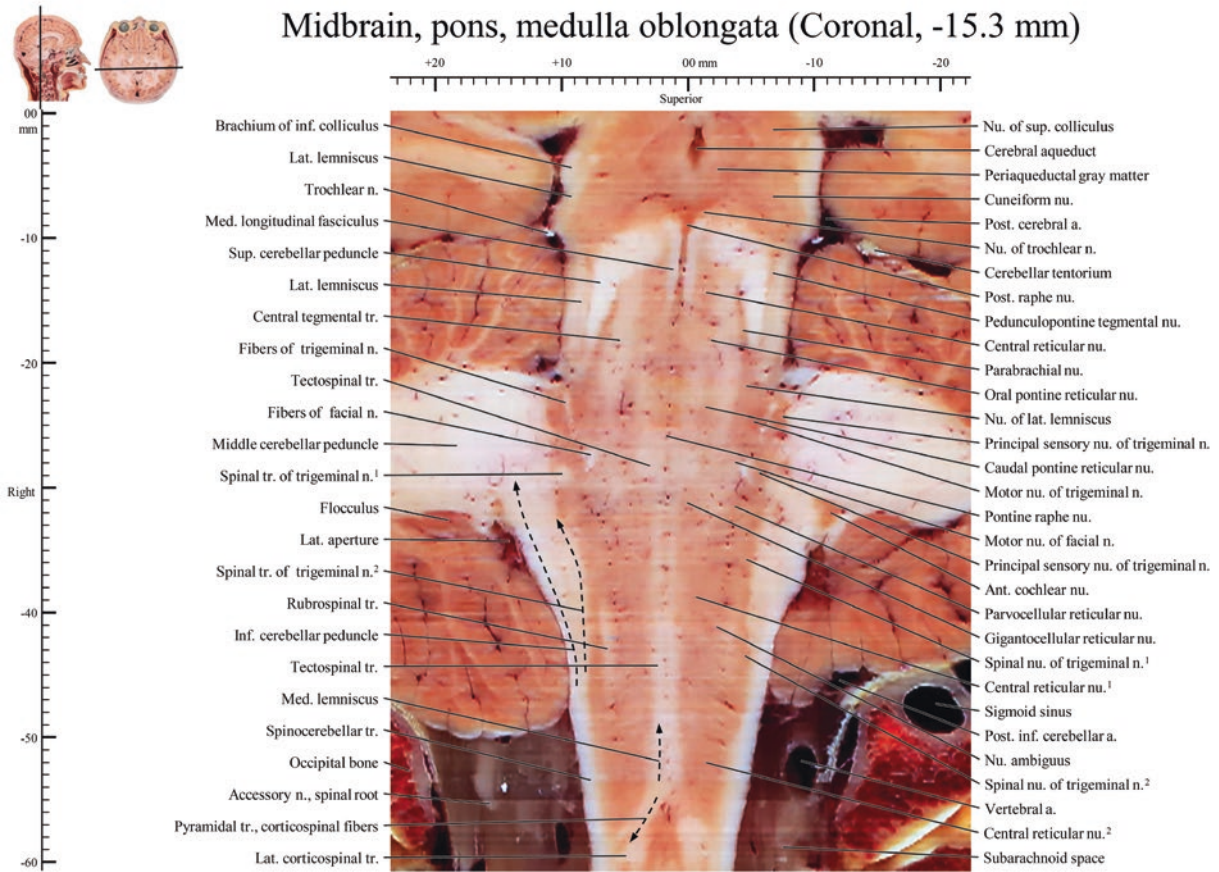 Midbrain, pons, medulla oblongata (Coronal, -15.3 mm)
+20 +10 00 mm -10 -20
Superior
00
mm
-10
-20
-30
Right
-40
-50
-60
Brachium of inf. colliculus
Lat. lemniscus
Trochlear n.
Med. longitudinal fasciculus
Sup. cerebellar peduncle
Lat. lemniscus
Central tegmental tr.
Fibers of trigeminal n.
Tectospinal tr.
Fibers of facial n.
Middle cerebellar peduncle
Spinal tr. of trigeminal n.¹
Flocculus
Lat. aperture
Spinal tr. of trigeminal n.²
Rubrospinal tr.
Inf. cerebellar peduncle
Tectospinal tr.
Med. lemniscus
Spinocerebellar tr.
Occipital bone
Accessory n., spinal root
Pyramidal tr., corticospinal fibers
Lat. corticospinal tr.
Nu. of sup. colliculus
Cerebral aqueduct
Periaqueductal gray matter
Cuneiform nu.
Post. cerebral a.
Nu. of trochlear n.
Cerebellar tentorium
Post. raphe nu.
Pedunculopontine tegmental nu.
Central reticular nu.
Parabrachial nu.
Oral pontine reticular nu.
Nu. of lat. lemniscus
Principal sensory nu. of trigeminal n.
Caudal pontine reticular nu.
Motor nu. of trigeminal n.
Pontine raphe nu.
Motor nu. of facial n.
Principal sensory nu. of trigeminal n.
Ant. cochlear nu.
Parvocellular reticular nu.
Gigantocellular reticular nu.
Spinal nu. of trigeminal n.¹
Central reticular nu.¹
Sigmoid sinus
Post. inf. cerebellar a.
Nu. ambiguus
Spinal nu. of trigeminal n.²
Vertebral a.
Central reticular nu.²
Subarachnoid space